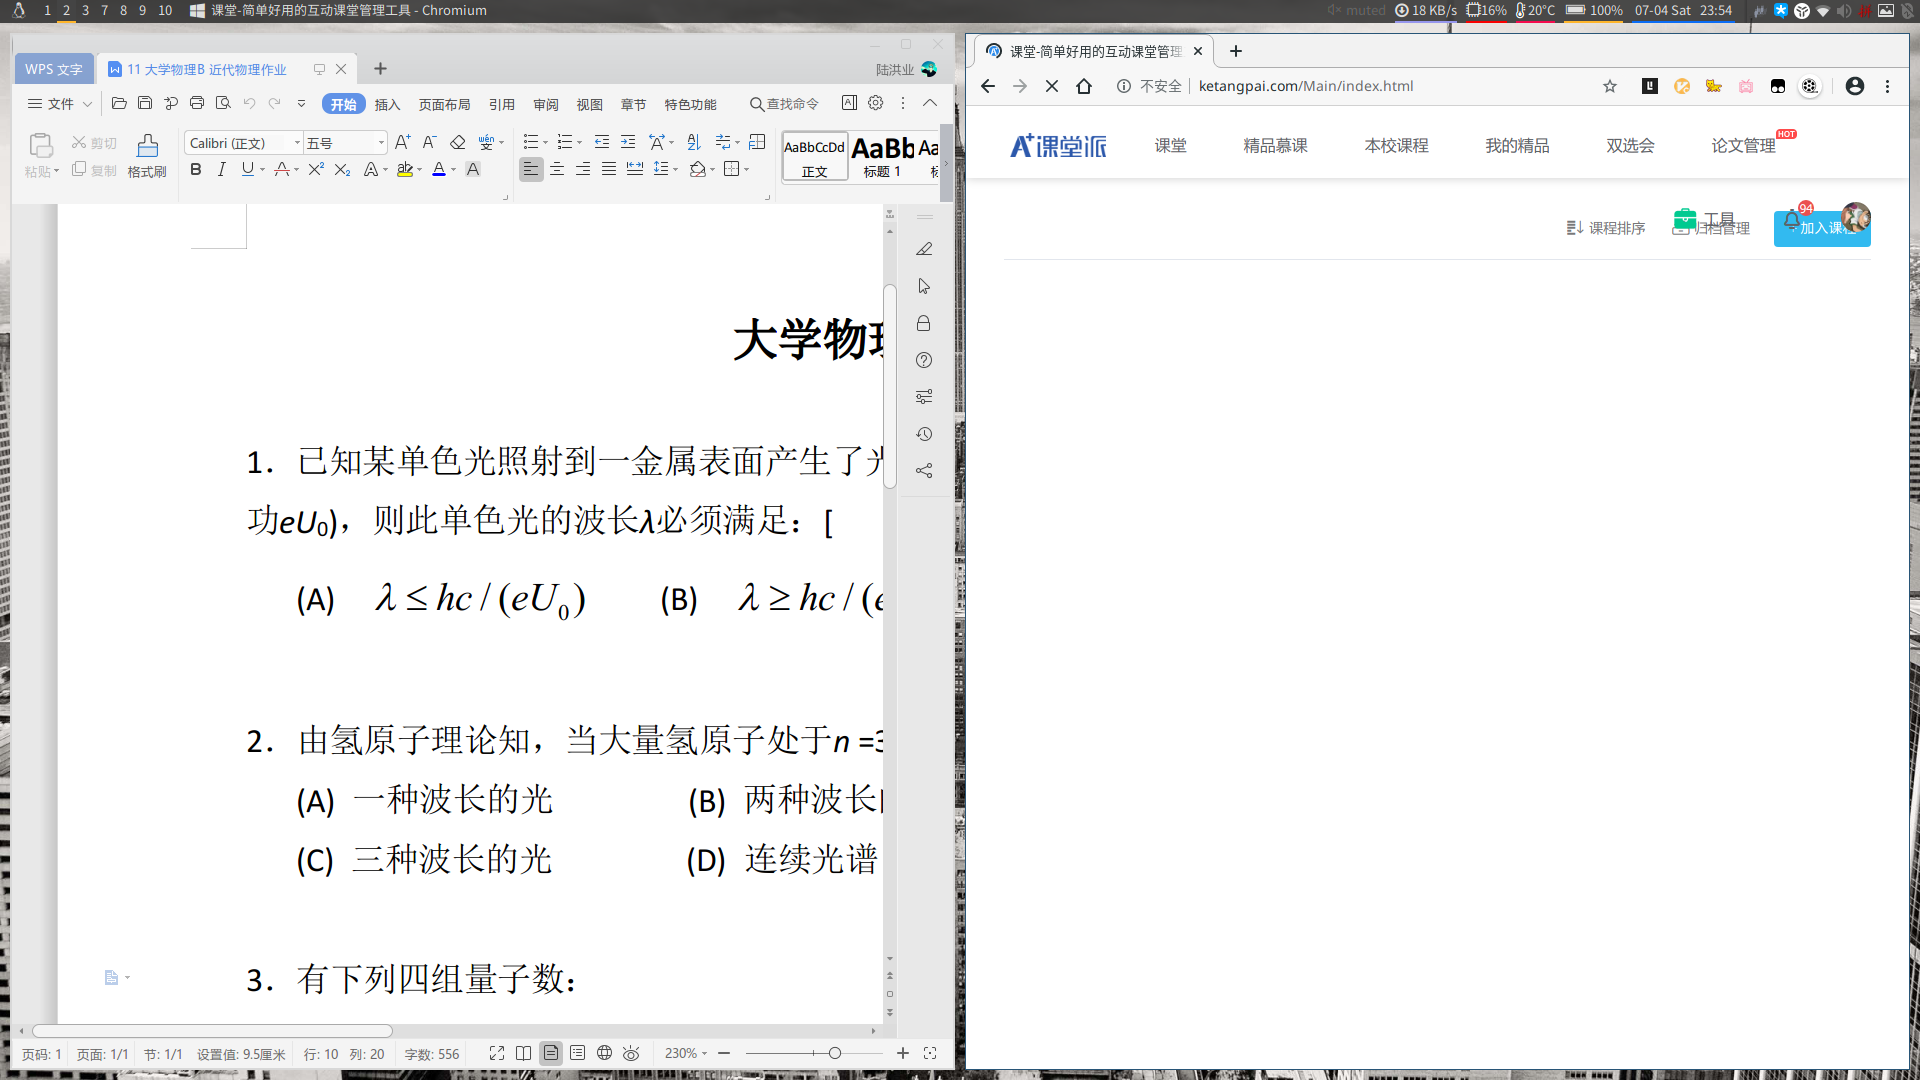 1 2 3 4 7 8 9 10 课堂-简单好用的互动课堂管理工具 - Chromium
muted 18 KB/s 16% 20°C 100% 07-04 Sat 23:54
WPS 文字
11 大学物理B 近代物理作业
陆洪业
文件
开始 插入 页面布局 引用 审阅 视图 章节 特色功能 查找命令
粘贴 剪切 复制 格式刷
Calibri (正文) 五号
AaBbCcDd AaBb Aa
正文 标题 1
大学物理
1. 已知某单色光照射到一金属表面产生了光
功eU0), 则此单色光的波长λ必须满足: [
(A) λ ≤ hc / (eU0) (B) λ ≥ hc / (e
2. 由氢原子理论知, 当大量氢原子处于n =3
(A) 一种波长的光 (B) 两种波长
(C) 三种波长的光 (D) 连续光谱
3. 有下列四组量子数:
页码: 1 页面: 1/1 节: 1/1 设置值: 9.5厘米 行: 10 列: 20 字数: 556 230%
课堂-简单好用的互动课堂管理
不安全 ketangpai.com/Main/index.html
A+课堂派 课堂 精品慕课 本校课程 我的精品 双选会 论文管理 HOT
课程排序 归档管理 工具 94 加入课程